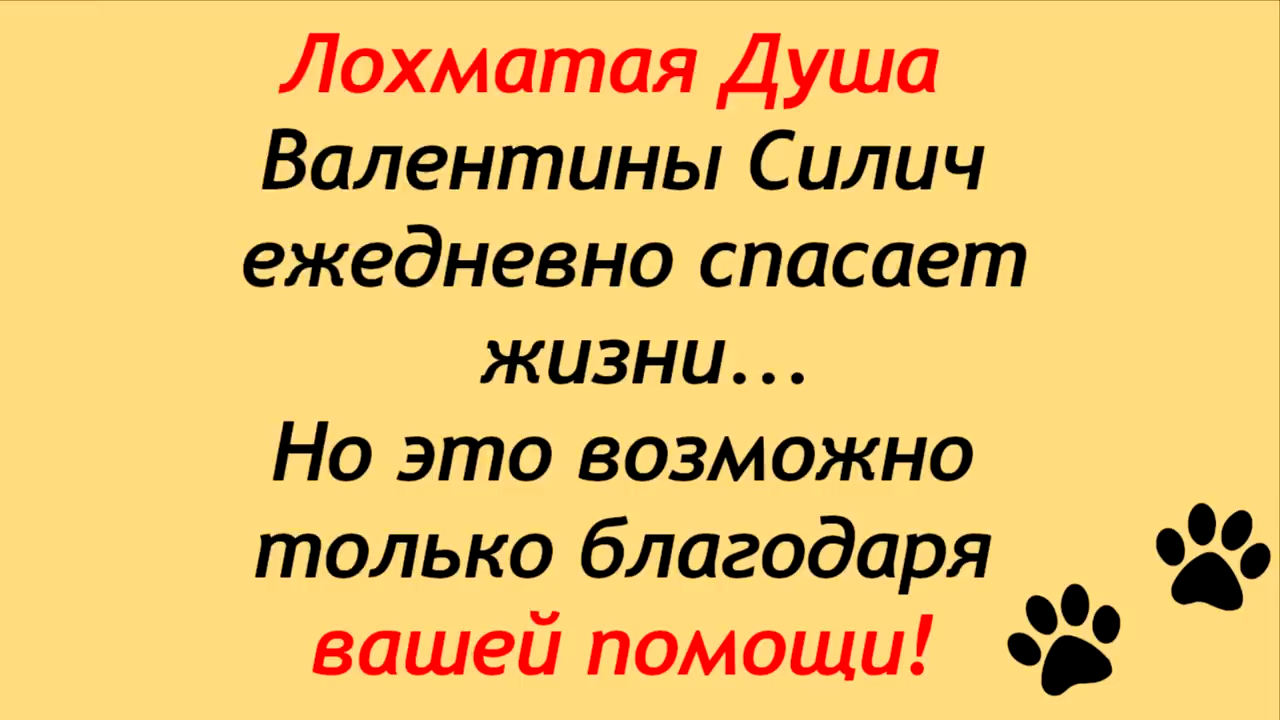 Лохматая Душа
Валентины Силич
ежедневно спасает
жизни...
Но это возможно
только благодаря
вашей помощи!